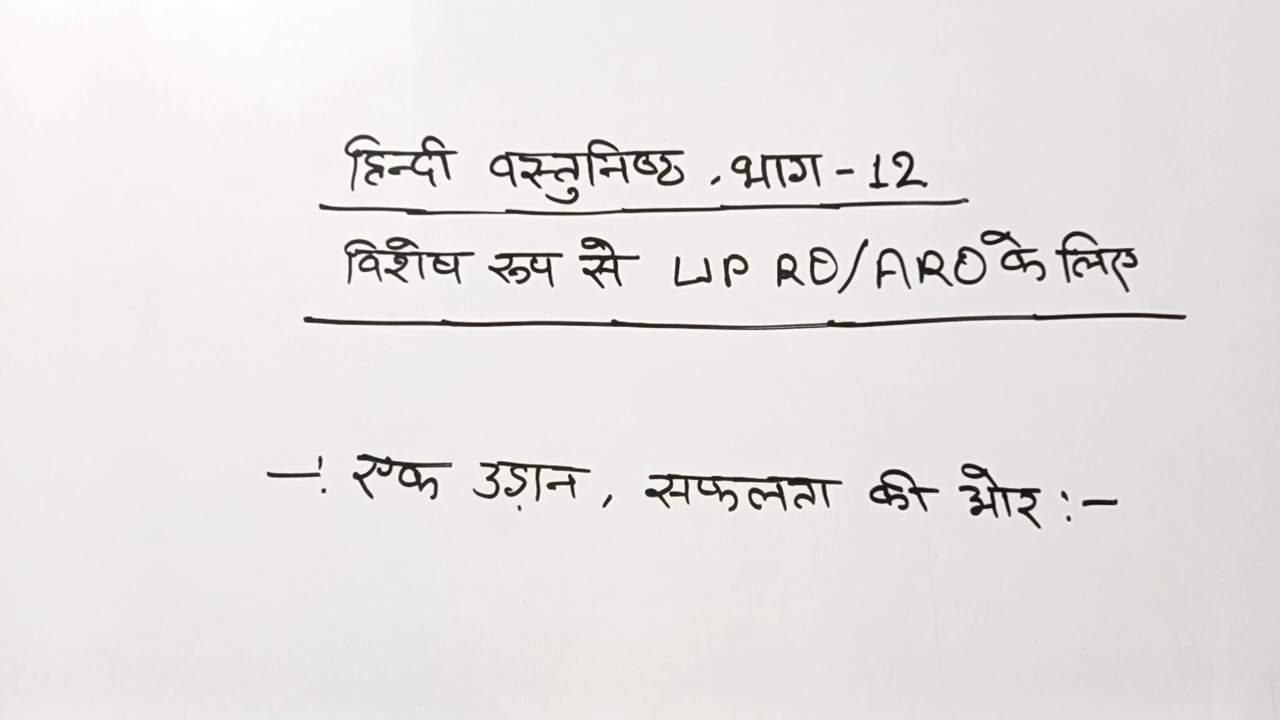 हिन्दी वस्तुनिष्ठ, भाग - 12
विशेष रूप से UP RO/ARO के लिए
-: एक उड़ान, सफलता की ओर :-